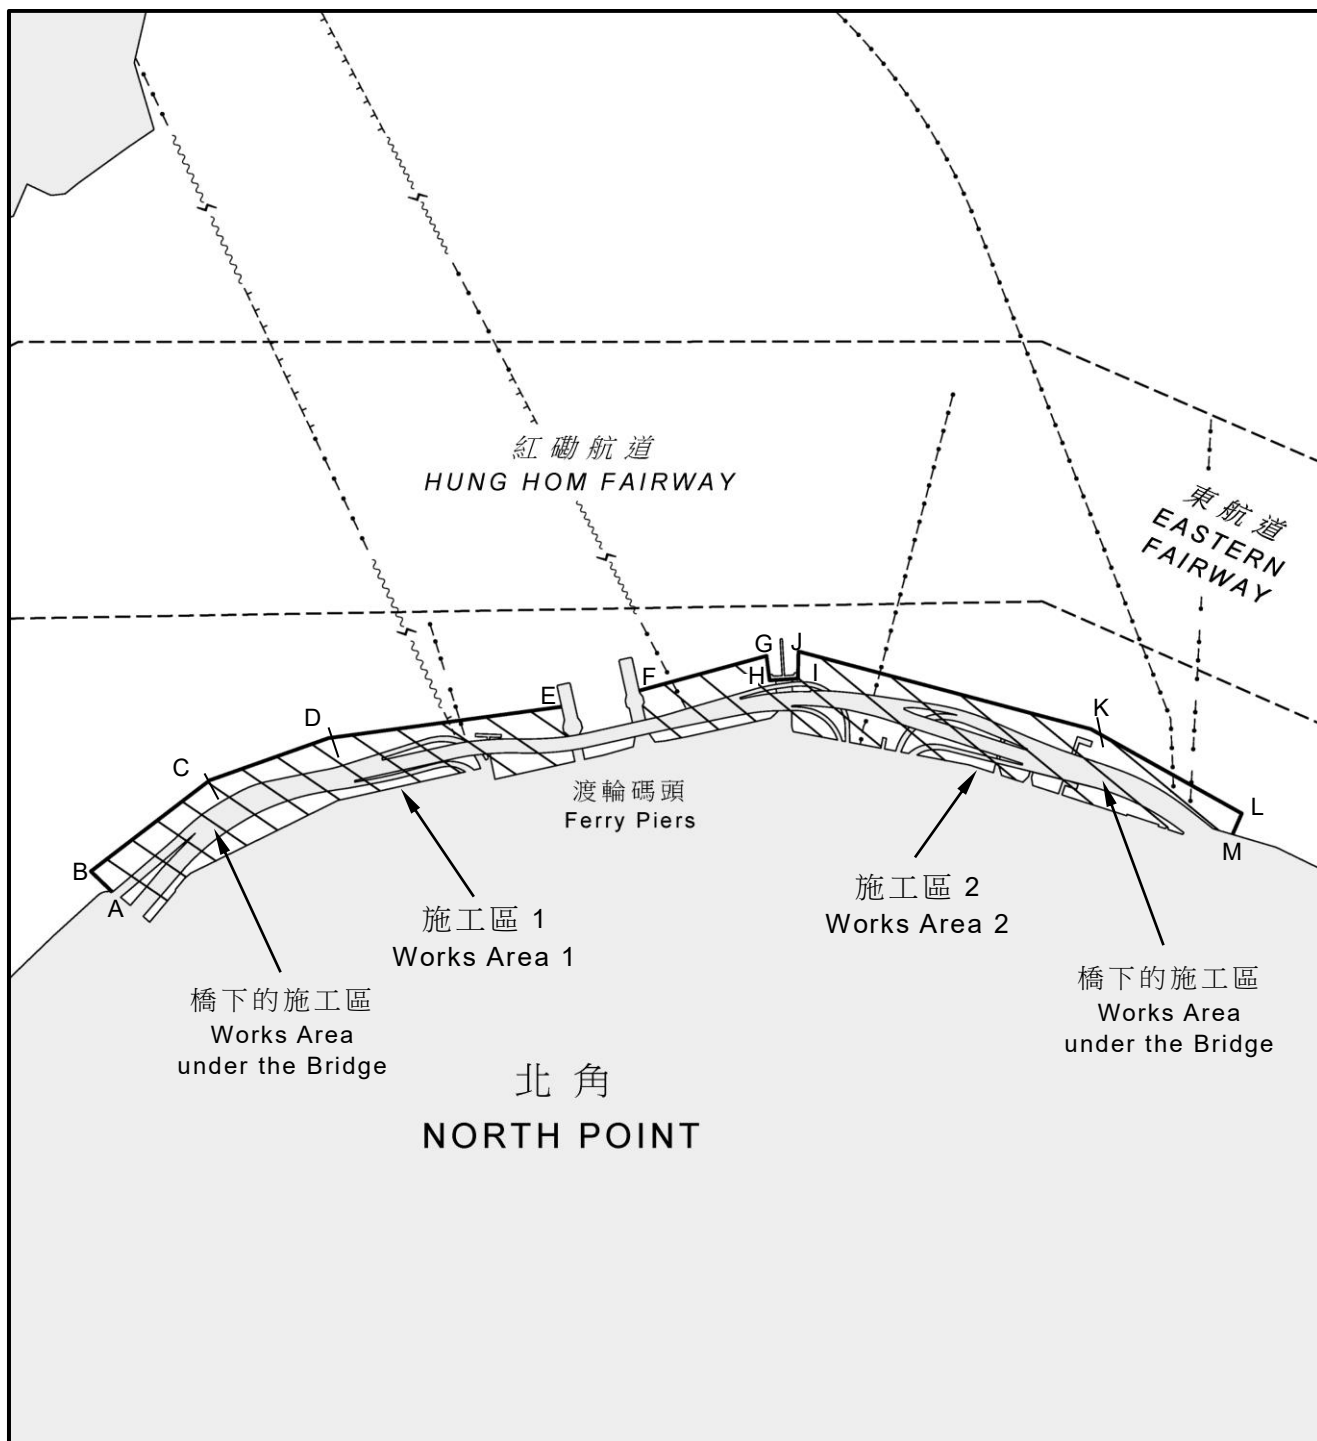 紅磡航道
HUNG HOM FAIRWAY
東航道
EASTERN
FAIRWAY
G
J
H
I
F
E
D
K
C
L
B
M
A
渡輪碼頭
Ferry Piers
施工區 1
Works Area 1
施工區 2
Works Area 2
橋下的施工區
Works Area
under the Bridge
橋下的施工區
Works Area
under the Bridge
北角
NORTH POINT